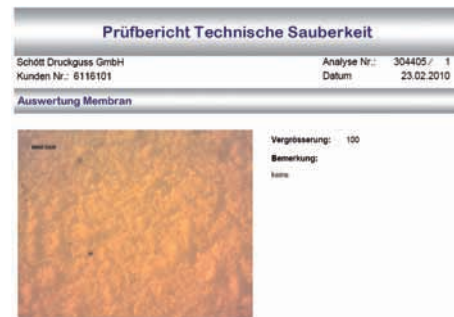 Prüfbericht Technische Sauberkeit
Schött Druckguss GmbH Analyse Nr.: 304405 / 1
Kunden Nr.: 6116101 Datum 23.02.2010
Auswertung Membran
Vergrösserung: 100
Bemerkung:
keine